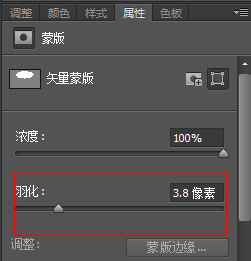 调整 颜色 样式 属性 色板
蒙版
矢量蒙版
浓度: 100%
羽化: 3.8 像素
调整: 蒙版边缘...